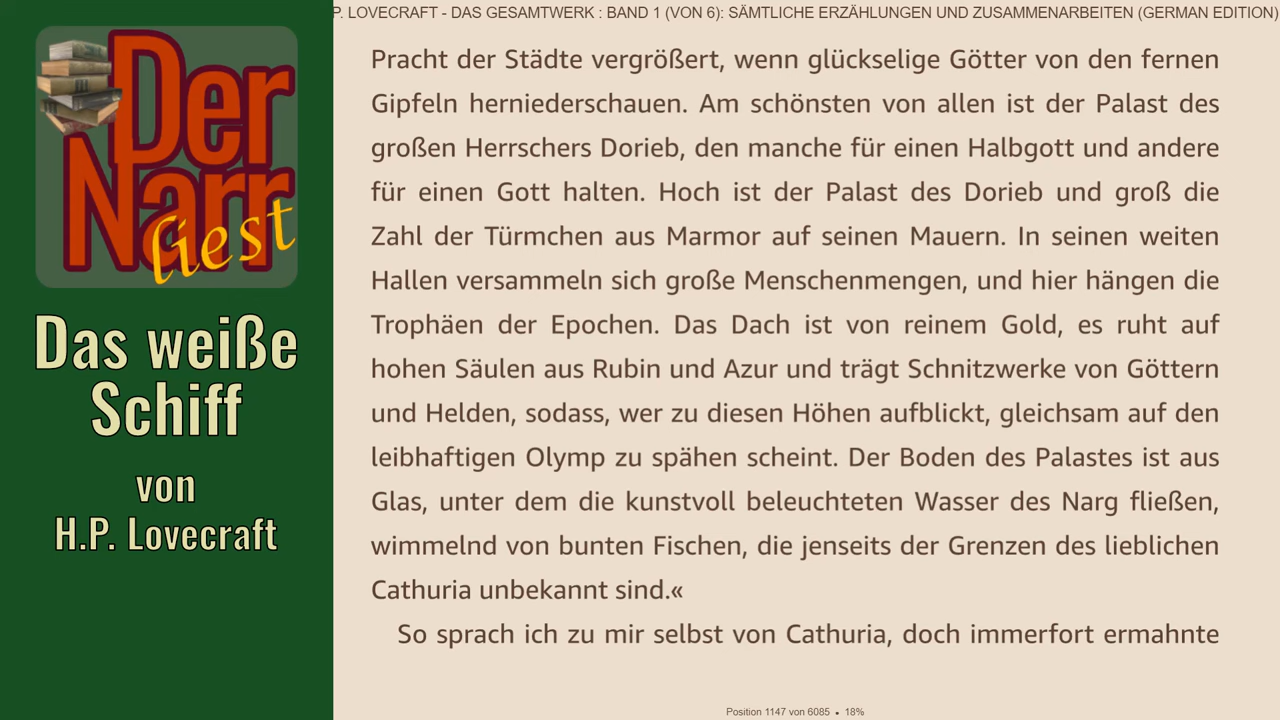 Der
Narr
liest
Das weiße
Schiff
von
H.P. Lovecraft
P. LOVECRAFT - DAS GESAMTWERK : BAND 1 (VON 6): SÄMTLICHE ERZÄHLUNGEN UND ZUSAMMENARBEITEN (GERMAN EDITION)
Pracht der Städte vergrößert, wenn glückselige Götter von den fernen
Gipfeln herniederschauen. Am schönsten von allen ist der Palast des
großen Herrschers Dorieb, den manche für einen Halbgott und andere
für einen Gott halten. Hoch ist der Palast des Dorieb und groß die
Zahl der Türmchen aus Marmor auf seinen Mauern. In seinen weiten
Hallen versammeln sich große Menschenmengen, und hier hängen die
Trophäen der Epochen. Das Dach ist von reinem Gold, es ruht auf
hohen Säulen aus Rubin und Azur und trägt Schnitzwerke von Göttern
und Helden, sodass, wer zu diesen Höhen aufblickt, gleichsam auf den
leibhaftigen Olymp zu spähen scheint. Der Boden des Palastes ist aus
Glas, unter dem die kunstvoll beleuchteten Wasser des Narg fließen,
wimmelnd von bunten Fischen, die jenseits der Grenzen des lieblichen
Cathuria unbekannt sind.«
So sprach ich zu mir selbst von Cathuria, doch immerfort ermahnte
Position 1147 von 6085 • 18%